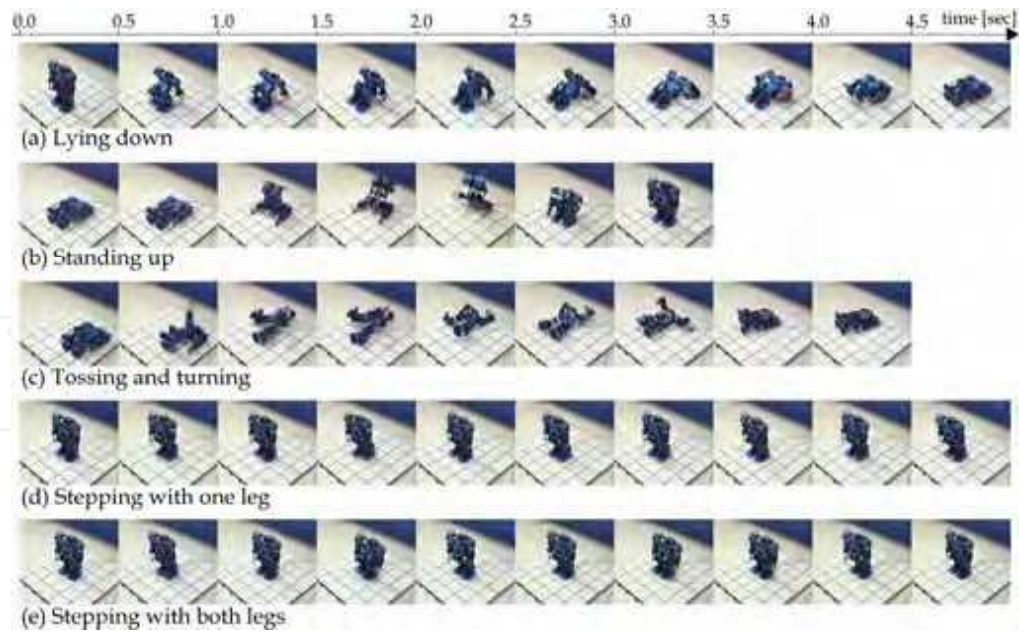 0.0 0.5 1.0 1.5 2.0 2.5 3.0 3.5 4.0 4.5 time [sec]
(a) Lying down
(b) Standing up
(c) Tossing and turning
(d) Stepping with one leg
(e) Stepping with both legs